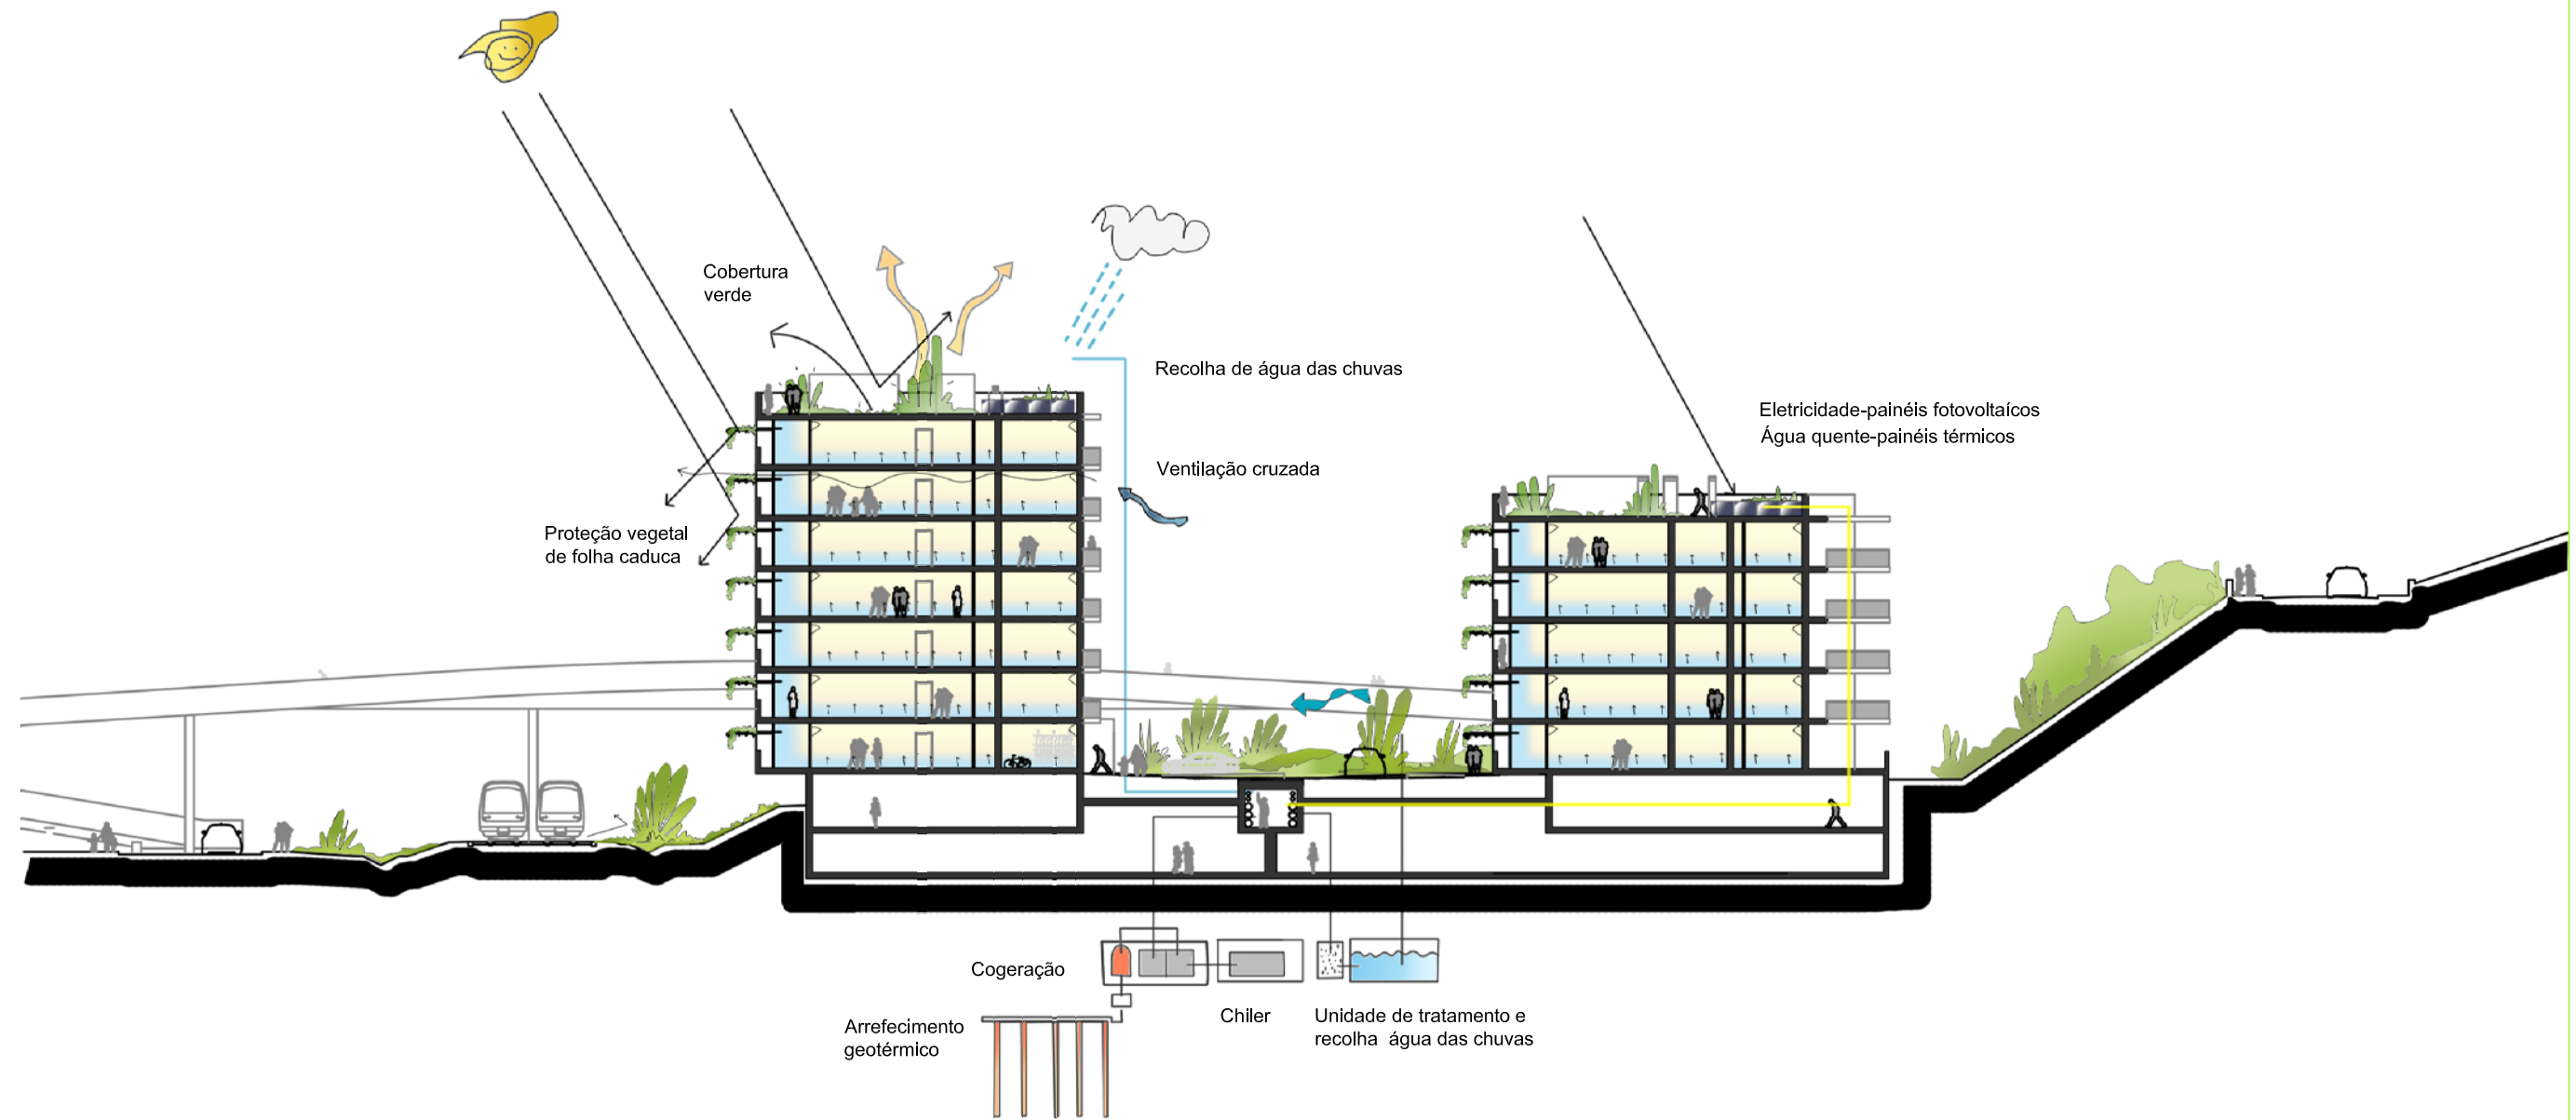 Cobertura
verde
Recolha de água das chuvas
Eletricidade-painéis fotovoltaícos
Água quente-painéis térmicos
Ventilação cruzada
Proteção vegetal
de folha caduca
Cogeração
Arrefecimento
geotérmico
Chiler
Unidade de tratamento e
recolha  água das chuvas